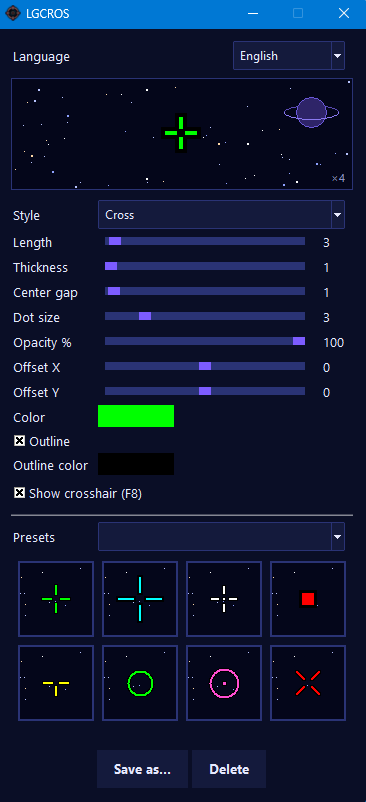 LGCROS
Language English
×4
Style Cross
Length 3
Thickness 1
Center gap 1
Dot size 3
Opacity % 100
Offset X 0
Offset Y 0
Color
Outline
Outline color
Show crosshair (F8)
Presets
Save as... Delete